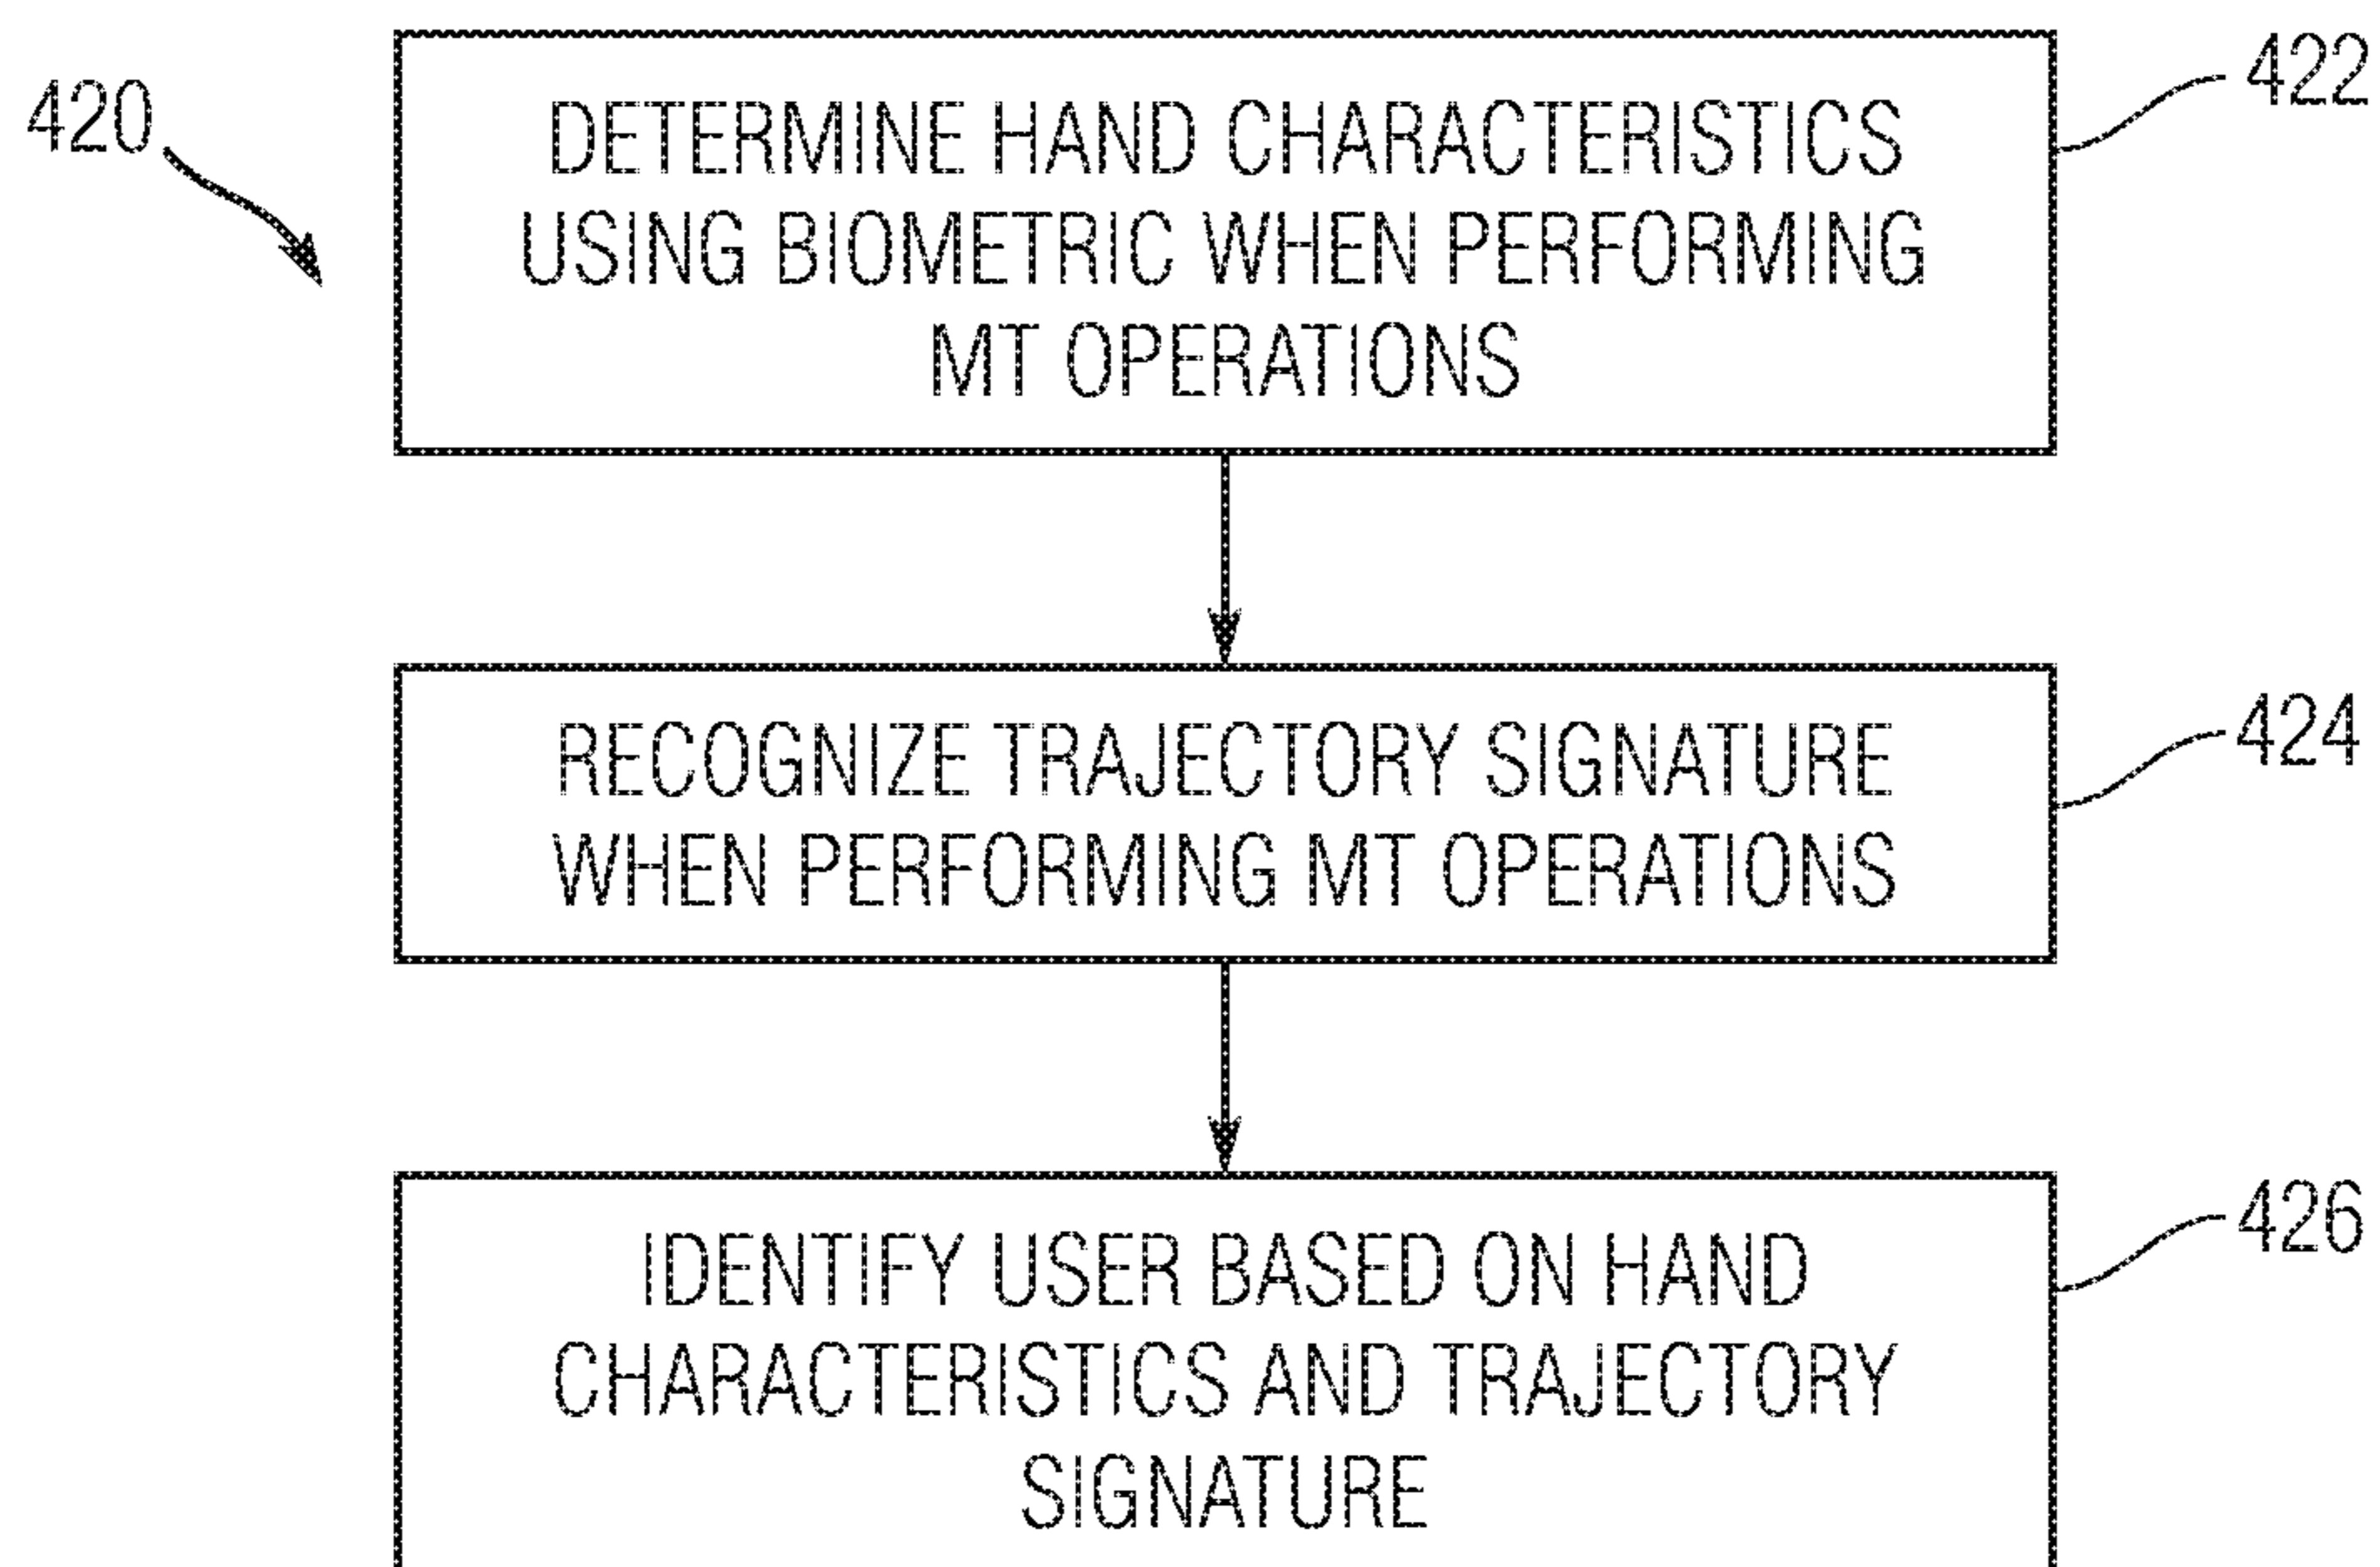 420
422
DETERMINE HAND CHARACTERISTICS
USING BIOMETRIC WHEN PERFORMING
MT OPERATIONS
424
RECOGNIZE TRAJECTORY SIGNATURE
WHEN PERFORMING MT OPERATIONS
426
IDENTIFY USER BASED ON HAND
CHARACTERISTICS AND TRAJECTORY
SIGNATURE